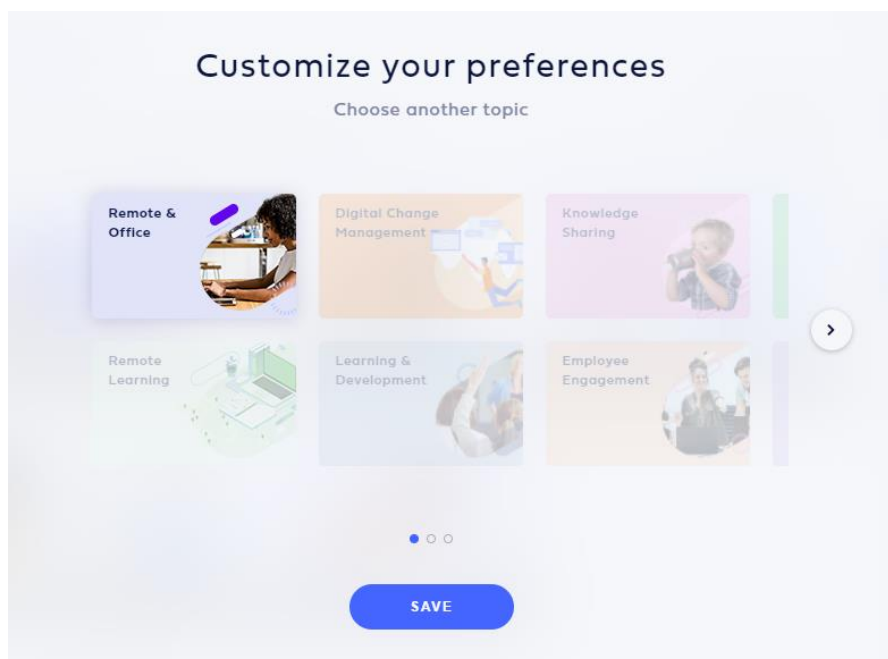 Customize your preferences
Choose another topic
Remote &
Office
Digital Change
Management
Knowledge
Sharing
Remote
Learning
Learning &
Development
Employee
Engagement
SAVE